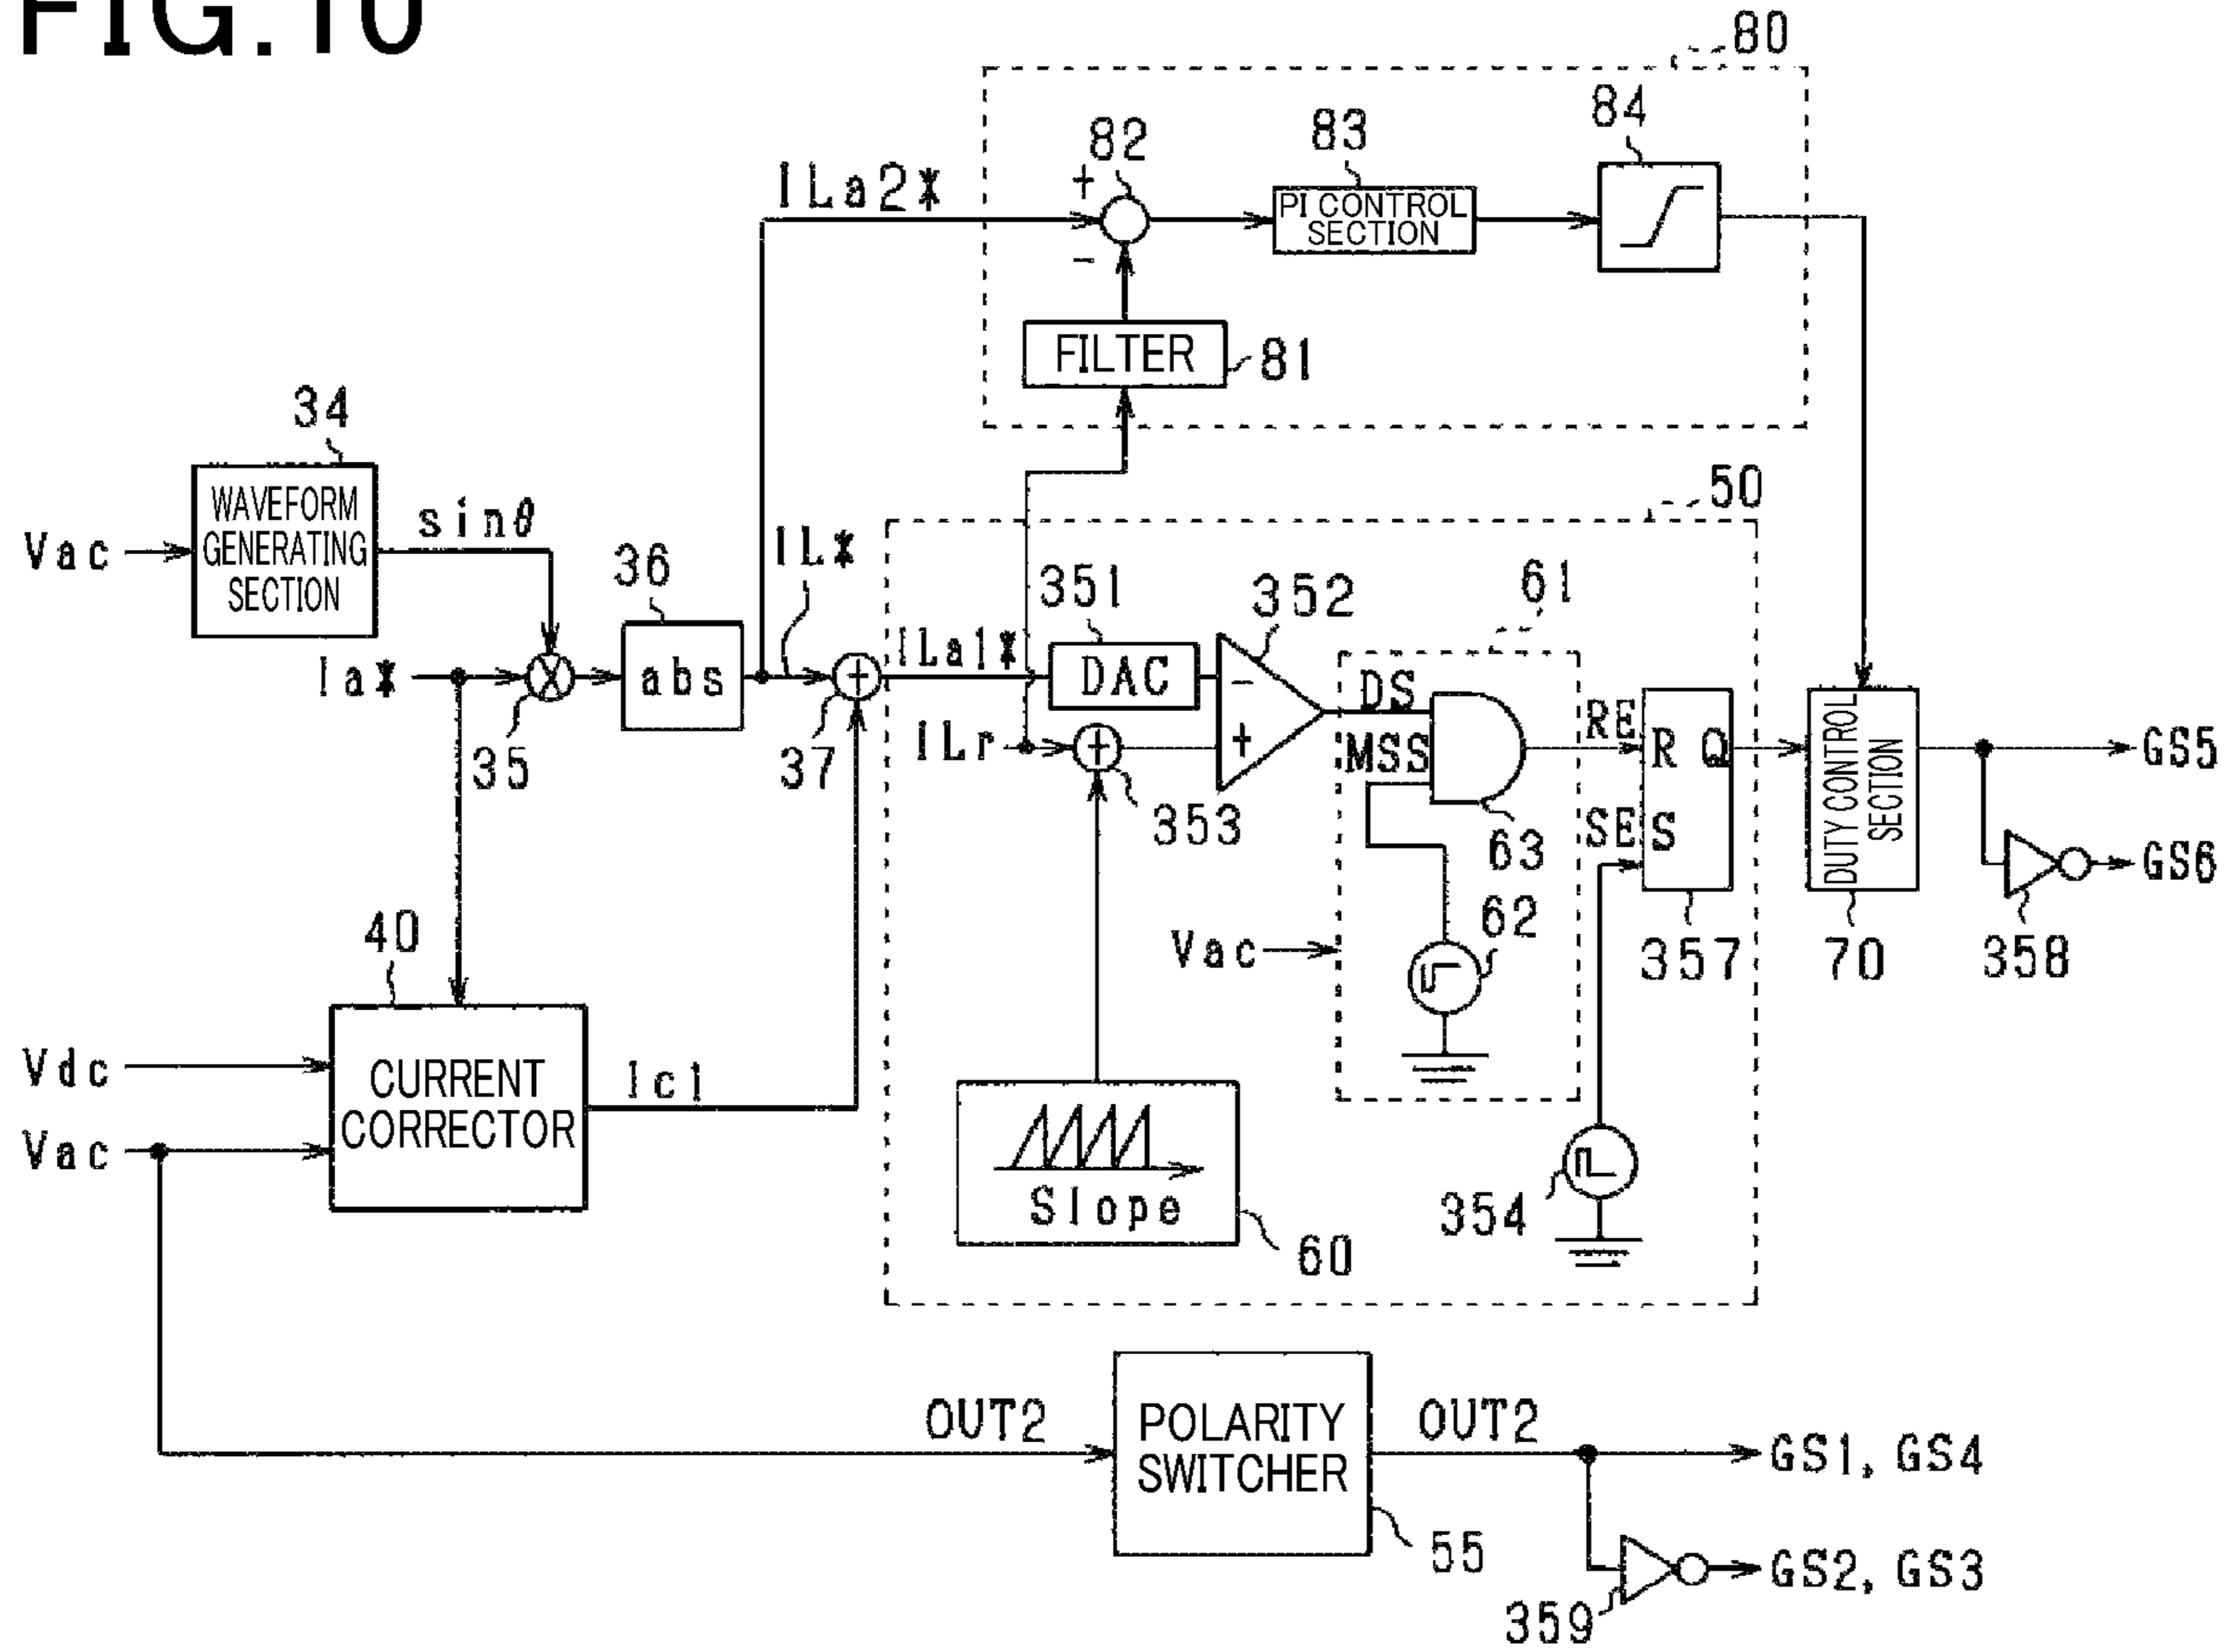 FIG.10
80
82
83
84
ILa2*
+
-
PI CONTROL
SECTION
FILTER
81
34
WAVEFORM
GENERATING
SECTION
Vac
sinθ
50
36
abs
IL*
351
352
61
ILa1*
DAC
-
+
DS
MSS
RE
R Q
Ia*
35
37
ILr
353
63
SE
S
DUTY CONTROL
SECTION
GS5
GS6
357
70
358
40
Vac
62
Vdc
Vac
CURRENT
CORRECTOR
Ic1
Slope
60
354
OUT2
POLARITY
SWITCHER
OUT2
GS1, GS4
55
GS2, GS3
359